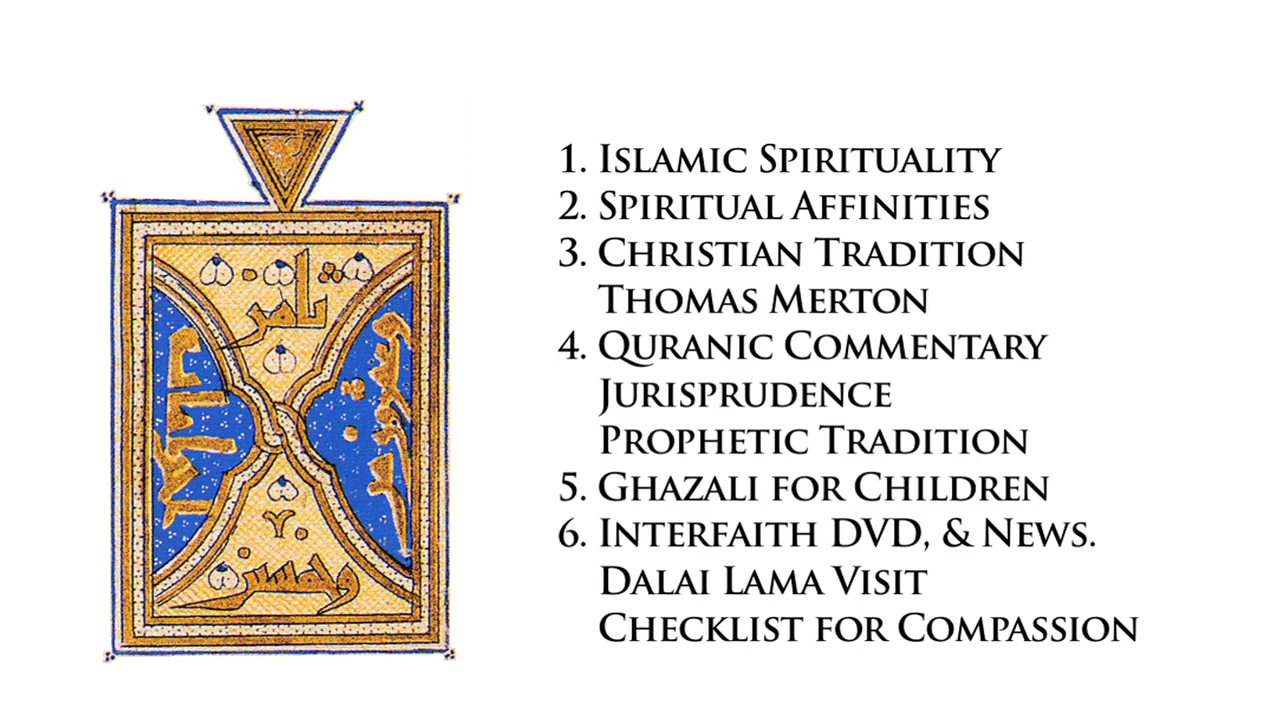 1. Islamic Spirituality
2. Spiritual Affinities
3. Christian Tradition
Thomas Merton
4. Quranic Commentary
Jurisprudence
Prophetic Tradition
5. Ghazali for Children
6. Interfaith DVD, & News.
Dalai Lama Visit
Checklist for Compassion